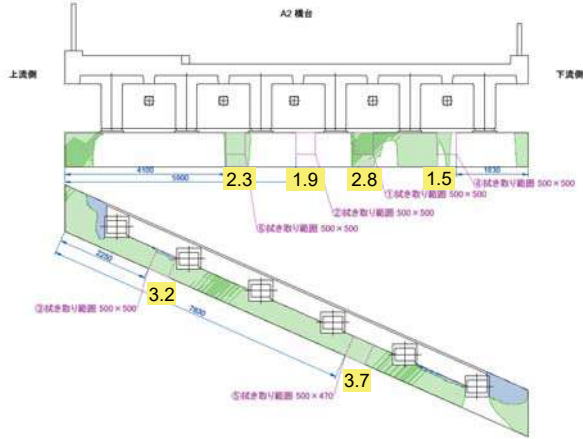 A2 橋台
上流側
下流側
4100
5900
1830
2.3
1.9
2.8
1.5
①拭き取り範囲 500×500
④拭き取り範囲 500×500
②拭き取り範囲 500×500
⑥拭き取り範囲 500×500
2250
3.2
③拭き取り範囲 500×500
7830
3.7
⑤拭き取り範囲 500×470